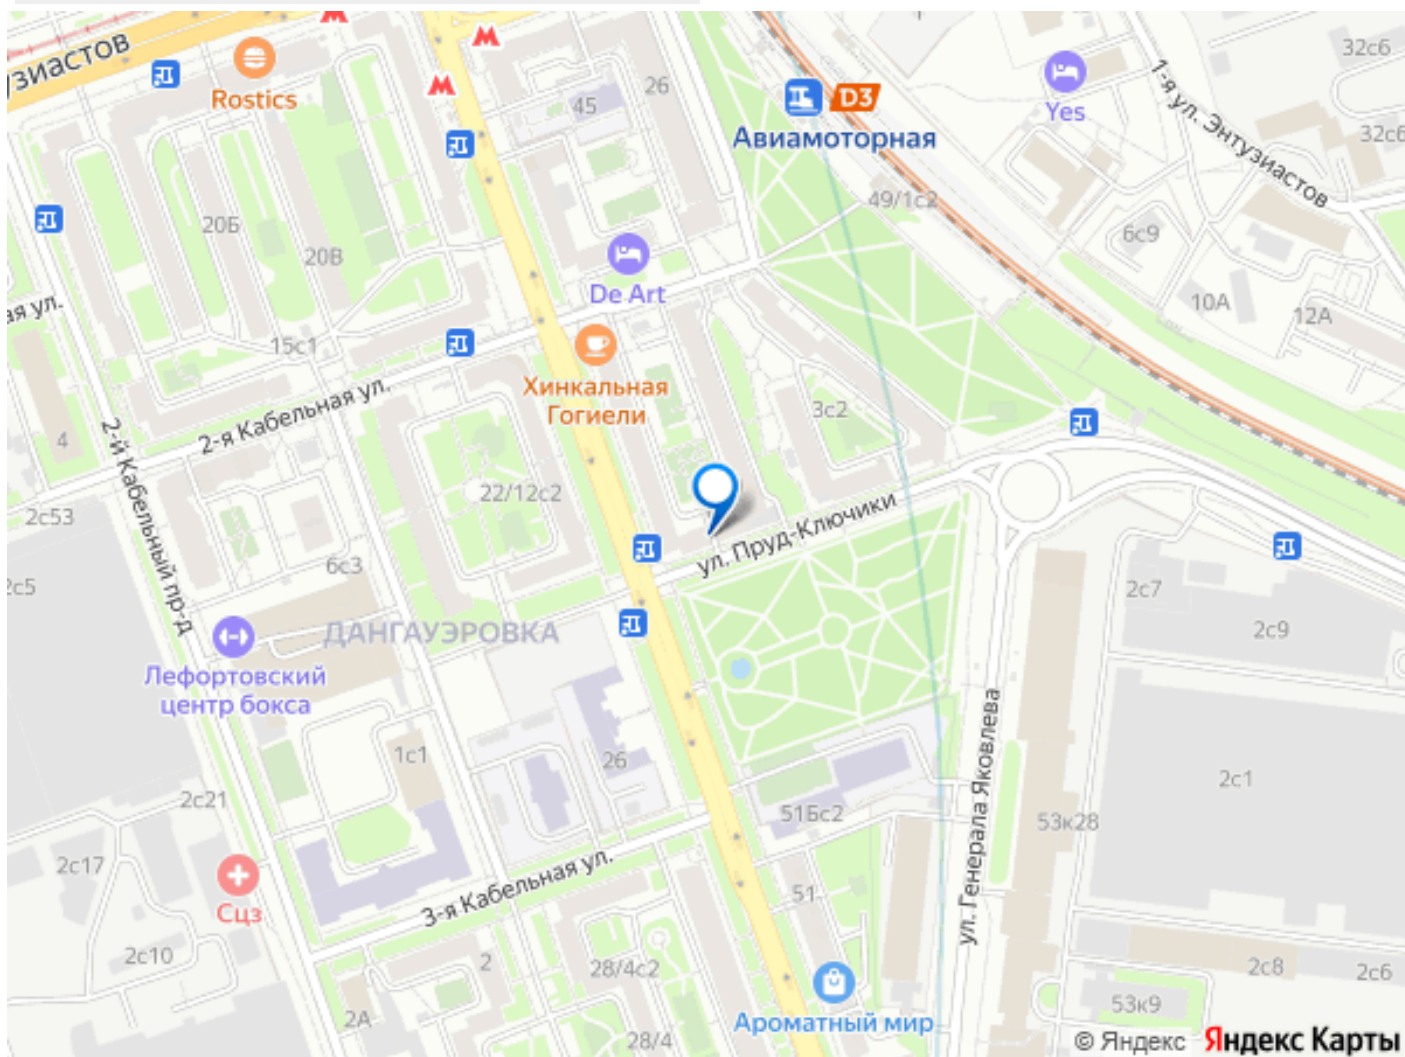 узиастов
Rostics
45
26
D3
Авиамоторная
Yes
32с6
32с6
1-я ул. Энтузиастов
49/1с2
20Б
20В
6с9
De Art
10А
12А
ая ул.
15с1
Хинкальная
Гогиели
2-я Кабельная ул.
3с2
4
2-й Кабельный пр-д
22/12с2
2с53
ул. Пруд-Ключики
6с3
2с5
2с7
2с9
ДАНГАУЭРОВКА
Лефортовский
центр бокса
1с1
26
ул. Генерала Яковлева
2с1
2с21
51Бс2
53к28
2с17
3-я Кабельная ул.
51
Сцз
2с10
2
28/4с2
2с8
2с6
53к9
2А
Ароматный мир
28/4
© Яндекс Яндекс Карты